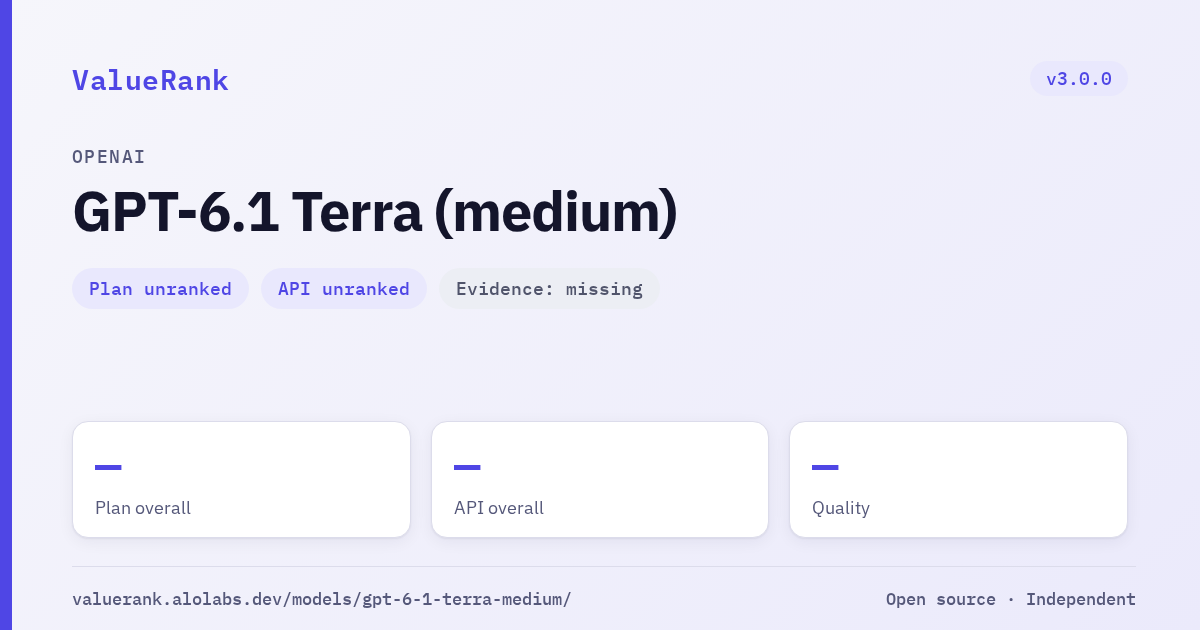 ValueRank
v3.0.0
OPENAI
GPT-6.1 Terra (medium)
Plan unranked
API unranked
Evidence: missing
—
Plan overall
—
API overall
—
Quality
valuerank.alolabs.dev/models/gpt-6-1-terra-medium/
Open source · Independent